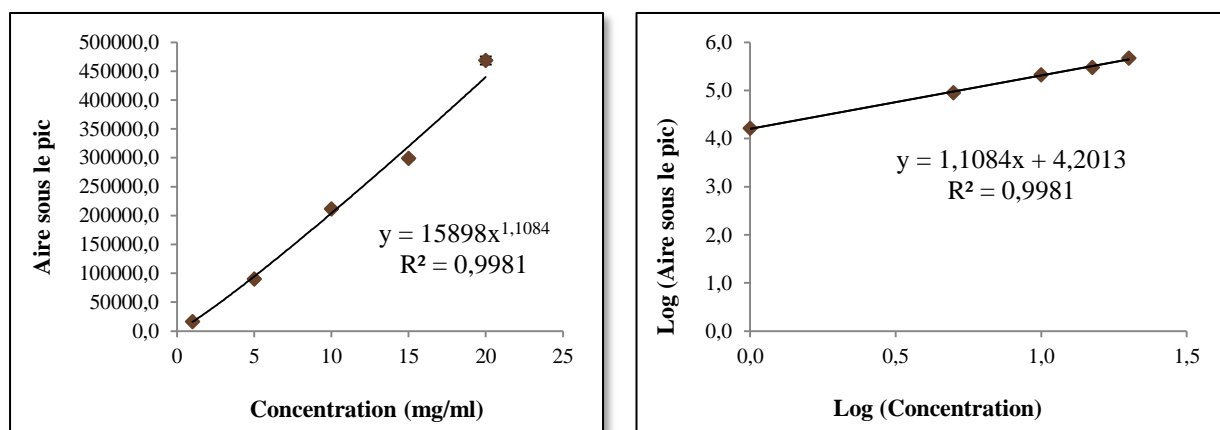 500000,0
450000,0
400000,0
350000,0
300000,0
250000,0
200000,0
150000,0
100000,0
50000,0
0,0
0 5 10 15 20 25
Aire sous le pic
Concentration (mg/ml)
y = 15898x^1,1084
R² = 0,9981
6,0
5,0
4,0
3,0
2,0
1,0
0,0
0,0 0,5 1,0 1,5
Log (Aire sous le pic)
Log (Concentration)
y = 1,1084x + 4,2013
R² = 0,9981